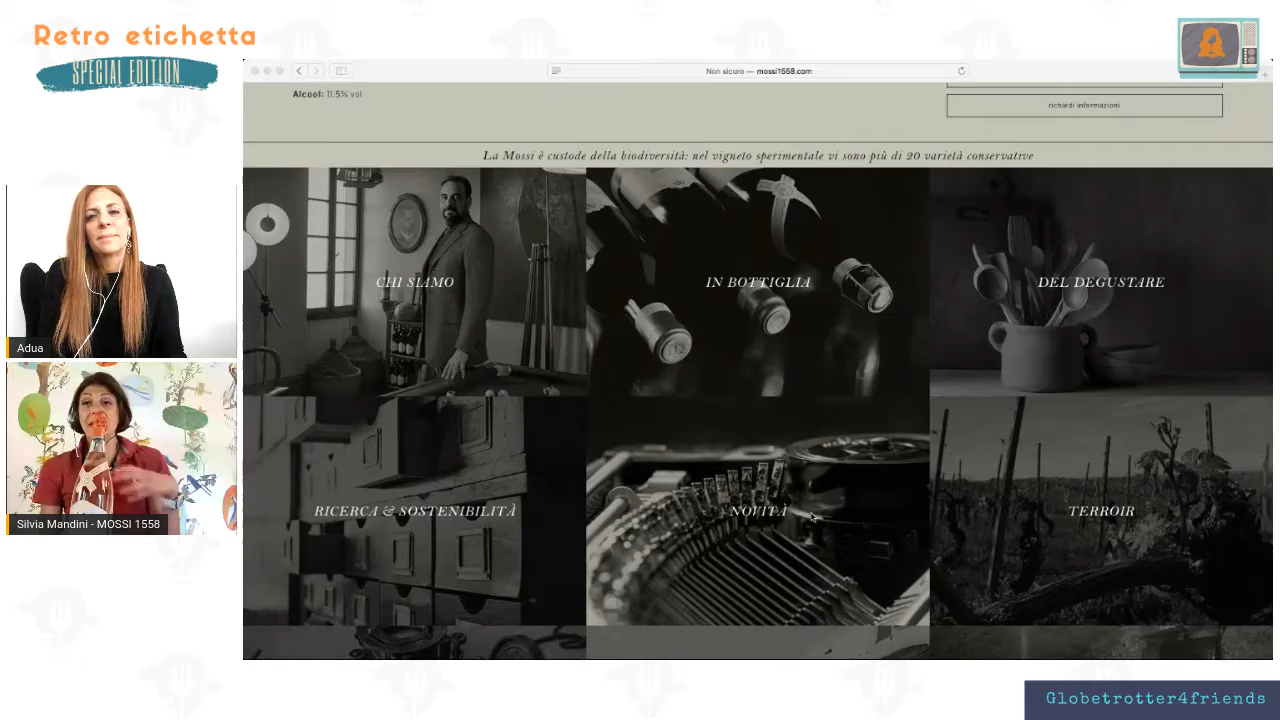 Retro etichetta
SPECIAL EDITION
Non sicuro — mossi1558.com
Alcool: 11.5% vol
richiedi informazioni
La Mossi è custode della biodiversità: nel vigneto sperimentale vi sono più di 20 varietà conservative
CHI SIAMO
IN BOTTIGLIA
DEL DEGUSTARE
Adua
RICERCA & SOSTENIBILITÀ
NOVITÀ
TERROIR
Silvia Mandini - MOSSI 1558
Globetrotter4friends